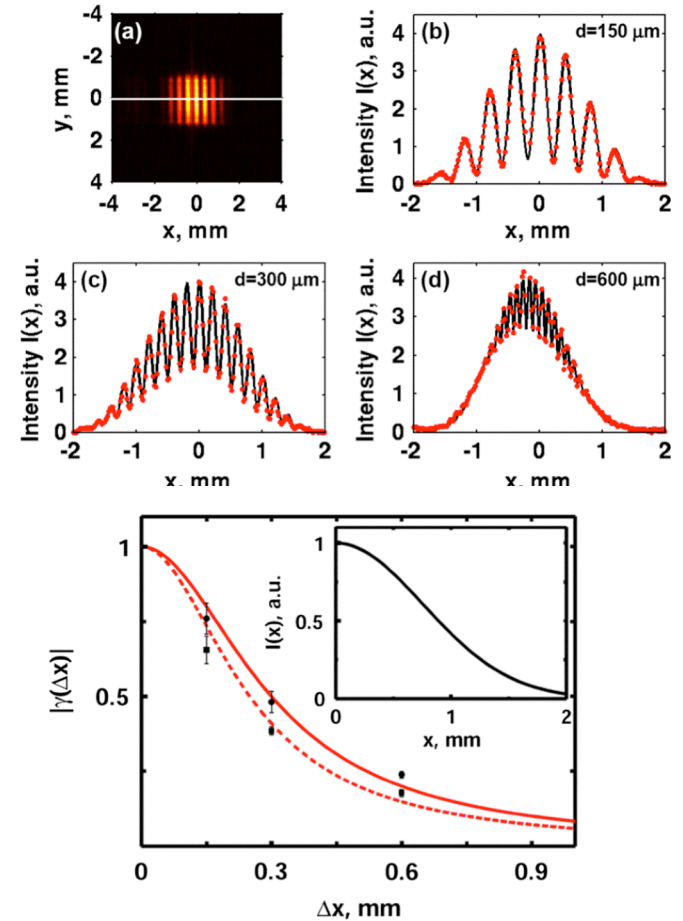 (a)
-4
-2
0
2
4
y, mm
-4 -2 0 2 4
x, mm
(b) d=150 μm
4
3
2
1
0
Intensity I(x), a.u.
-2 -1 0 1 2
x, mm
(c) d=300 μm
4
3
2
1
0
Intensity I(x), a.u.
-2 -1 0 1 2
x, mm
(d) d=600 μm
4
3
2
1
0
Intensity I(x), a.u.
-2 -1 0 1 2
x, mm
1
0.5
|γ(Δx)|
0 0.3 0.6 0.9
Δx, mm
1
0.5
0
I(x), a.u.
0 1 2
x, mm